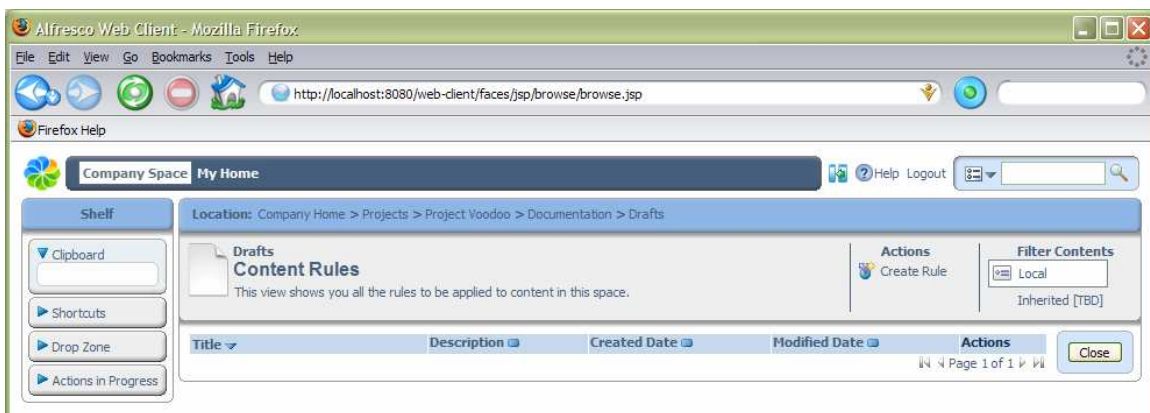 Alfresco Web Client - Mozilla Firefox
File Edit View Go Bookmarks Tools Help
http://localhost:8080/web-client/faces/jsp/browse/browse.jsp
Firefox Help
Company Space My Home
Help Logout
Shelf
Location: Company Home > Projects > Project Voodoo > Documentation > Drafts
Clipboard
Shortcuts
Drop Zone
Actions in Progress
Drafts
Content Rules
This view shows you all the rules to be applied to content in this space.
Actions
Create Rule
Filter Contents
Local
Inherited [TBD]
Title Description Created Date Modified Date Actions
Page 1 of 1
Close